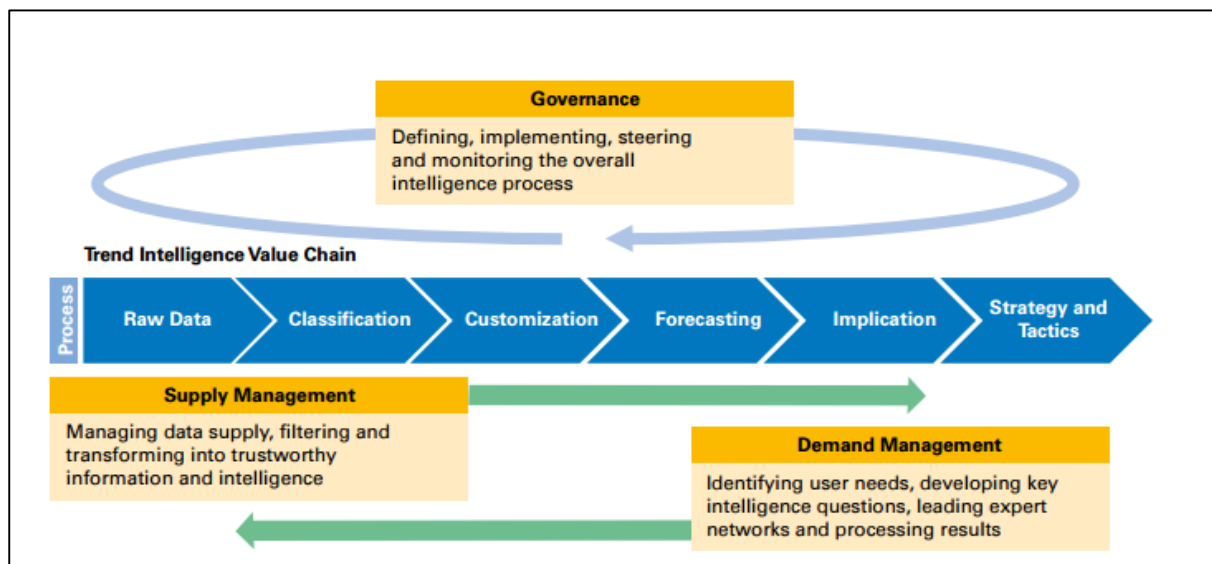 Governance
Defining, implementing, steering
and monitoring the overall
intelligence process
Trend Intelligence Value Chain
Process
Raw Data
Classification
Customization
Forecasting
Implication
Strategy and
Tactics
Supply Management
Managing data supply, filtering and
transforming into trustworthy
information and intelligence
Demand Management
Identifying user needs, developing key
intelligence questions, leading expert
networks and processing results